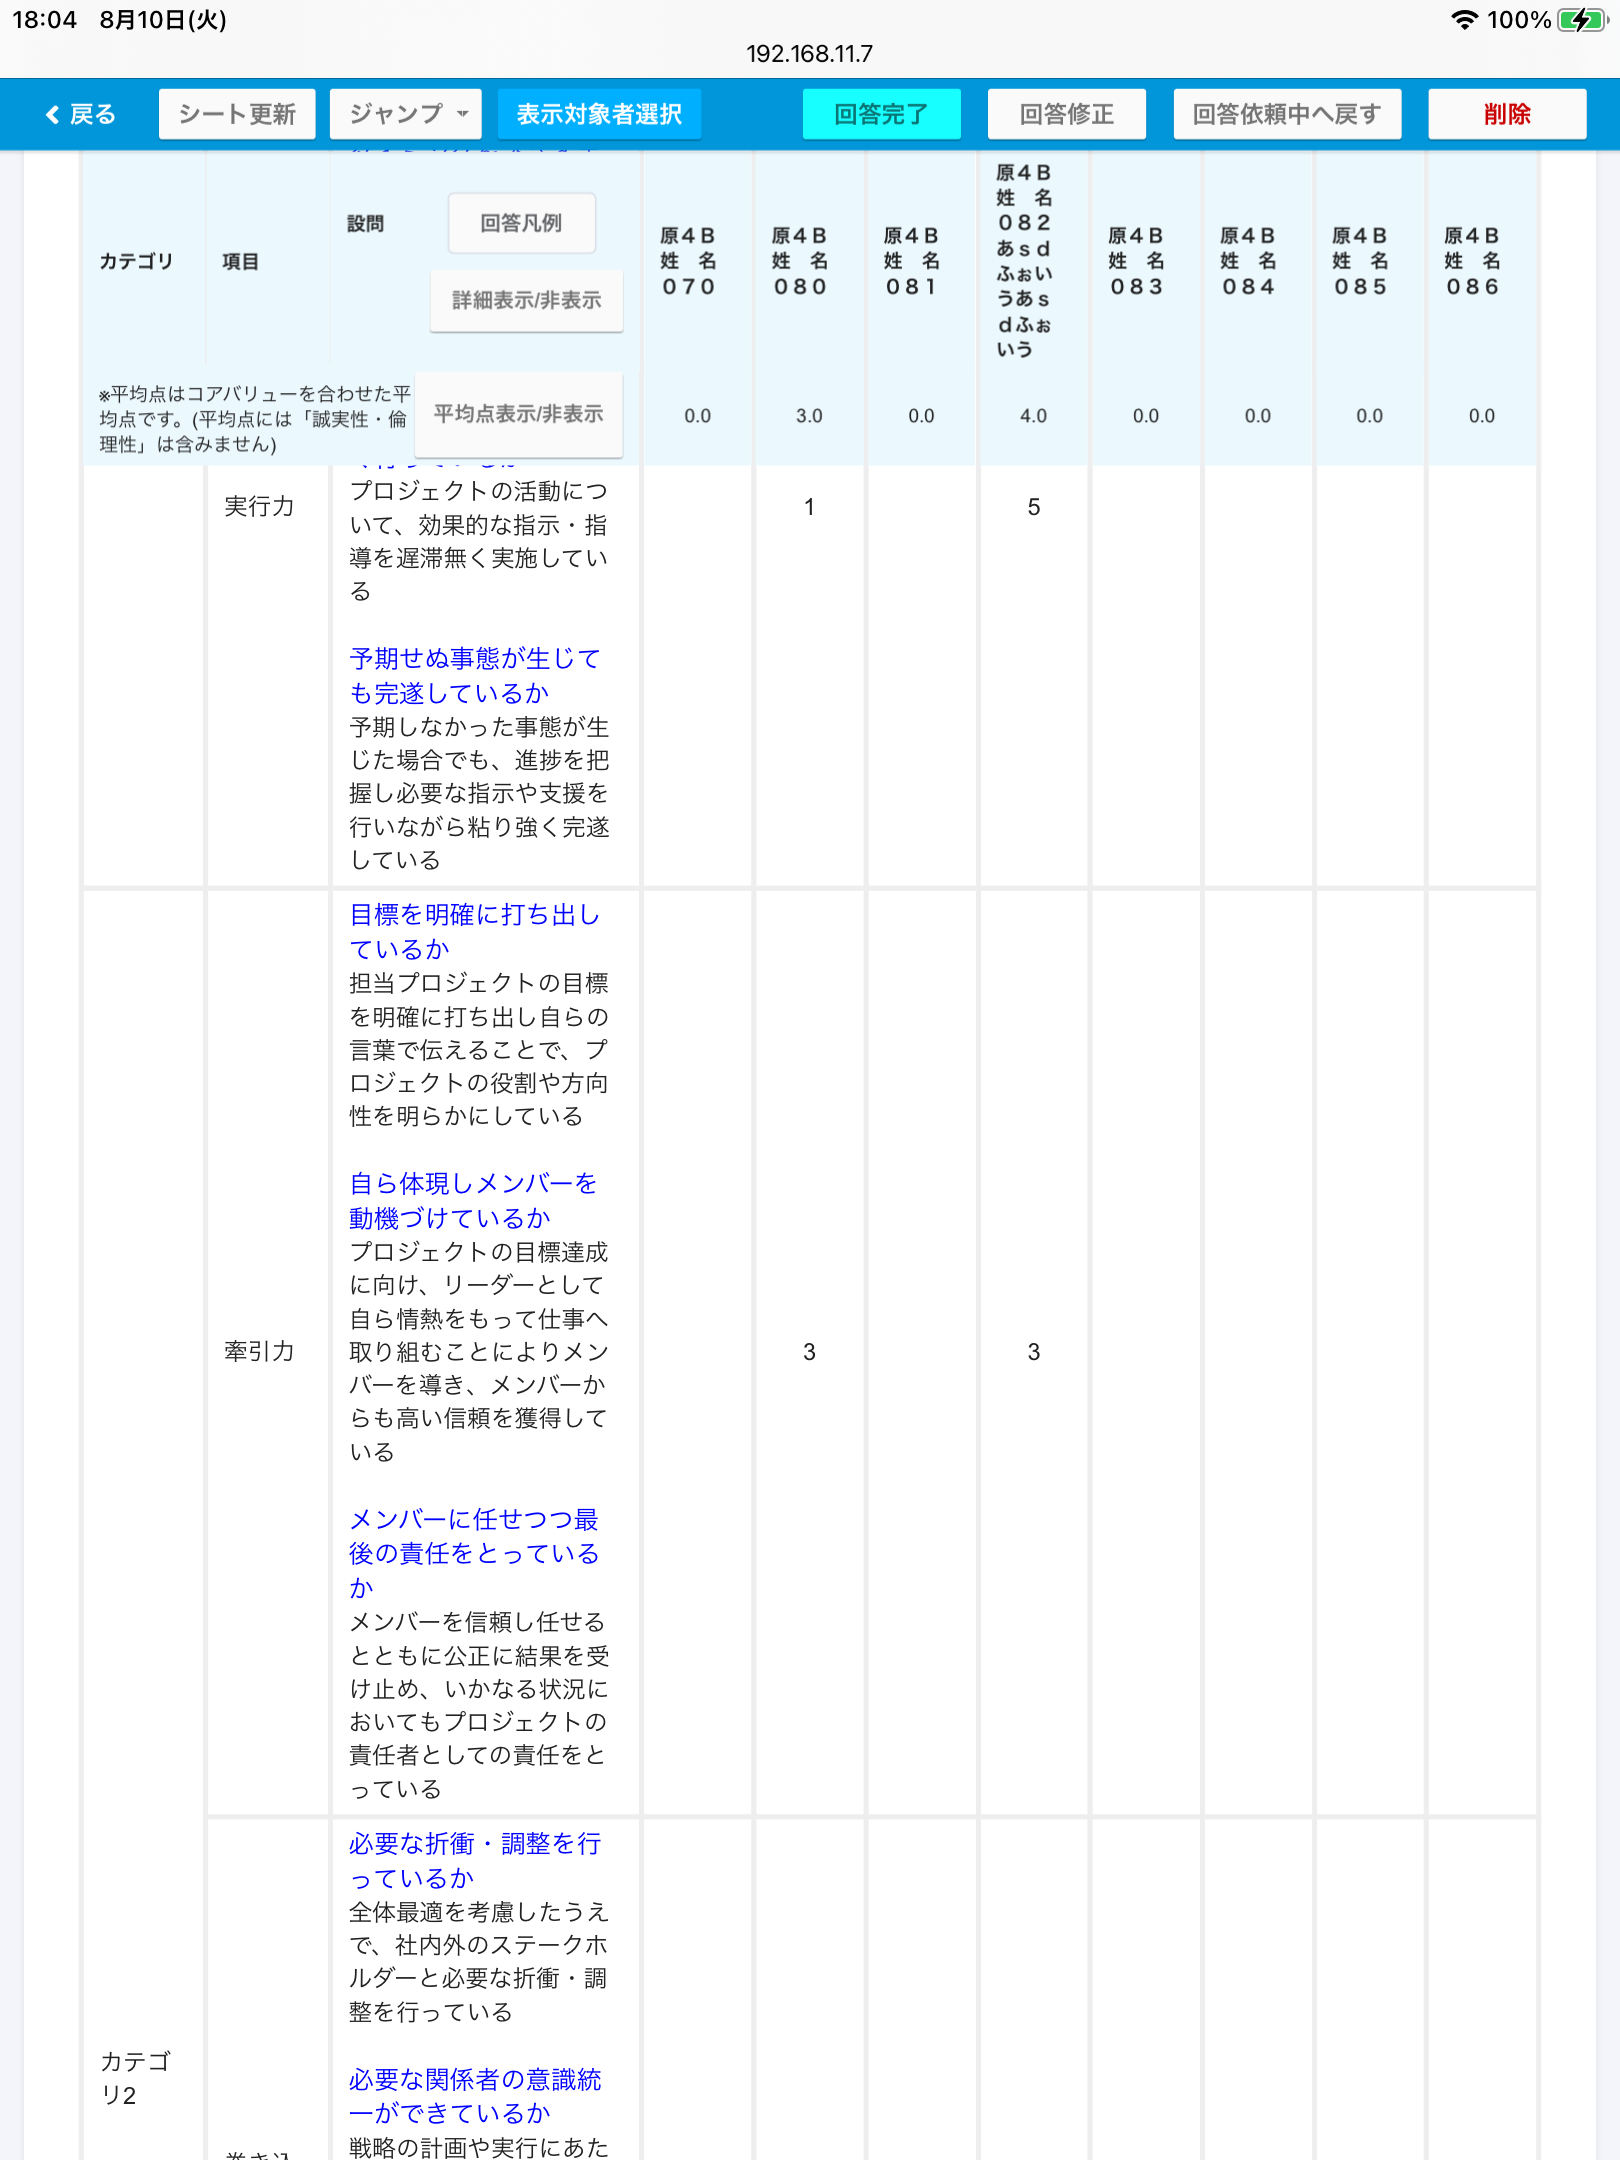 18:04 8月10日(火)
100%
192.168.11.7
戻る シート更新 ジャンプ 表示対象者選択 回答完了 回答修正 回答依頼中へ戻す 削除
カテゴリ
項目
設問
回答凡例
詳細表示/非表示
原４Ｂ
姓　名
０７０
原４Ｂ
姓　名
０８０
原４Ｂ
姓　名
０８１
原４Ｂ
姓　名
０８２
あｓｄ
ふぉい
うあｓ
ｄふぉ
いう
原４Ｂ
姓　名
０８３
原４Ｂ
姓　名
０８４
原４Ｂ
姓　名
０８５
原４Ｂ
姓　名
０８６
※平均点はコアバリューを合わせた平
均点です。(平均点には「誠実性・倫
理性」は含みません)
平均点表示/非表示
0.0 3.0 0.0 4.0 0.0 0.0 0.0 0.0
実行力
プロジェクトの活動につ
いて、効果的な指示・指
導を遅滞無く実施してい
る
1 5
予期せぬ事態が生じて
も完遂しているか
予期しなかった事態が生
じた場合でも、進捗を把
握し必要な指示や支援を
行いながら粘り強く完遂
している
カテゴ
リ2
牽引力
目標を明確に打ち出し
ているか
担当プロジェクトの目標
を明確に打ち出し自らの
言葉で伝えることで、プ
ロジェクトの役割や方向
性を明らかにしている
自ら体現しメンバーを
動機づけているか
プロジェクトの目標達成
に向け、リーダーとして
自ら情熱をもって仕事へ
取り組むことによりメン
バーを導き、メンバーか
らも高い信頼を獲得して
いる
メンバーに任せつつ最
後の責任をとっている
か
メンバーを信頼し任せる
とともに公正に結果を受
け止め、いかなる状況に
おいてもプロジェクトの
責任者としての責任をと
っている
3 3
必要な折衝・調整を行
っているか
全体最適を考慮したうえ
で、社内外のステークホ
ルダーと必要な折衝・調
整を行っている
必要な関係者の意識統
一ができているか
戦略の計画や実行にあた